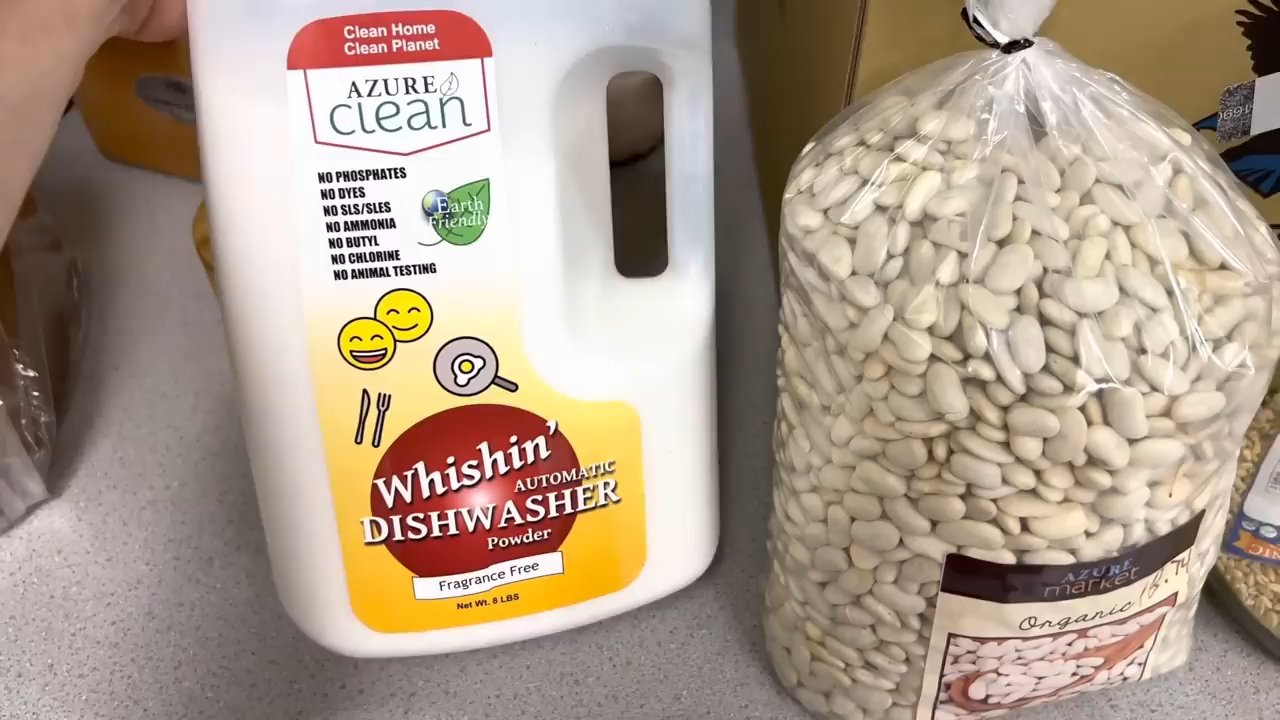 Clean Home
Clean Planet
AZURE
clean
NO PHOSPHATES
NO DYES
NO SLS/SLES
NO AMMONIA
NO BUTYL
NO CHLORINE
NO ANIMAL TESTING
Earth
Friendly
Whishin'
AUTOMATIC
DISHWASHER
Powder
Fragrance Free
Net Wt. 8 LBS
AZURE
market
Organic